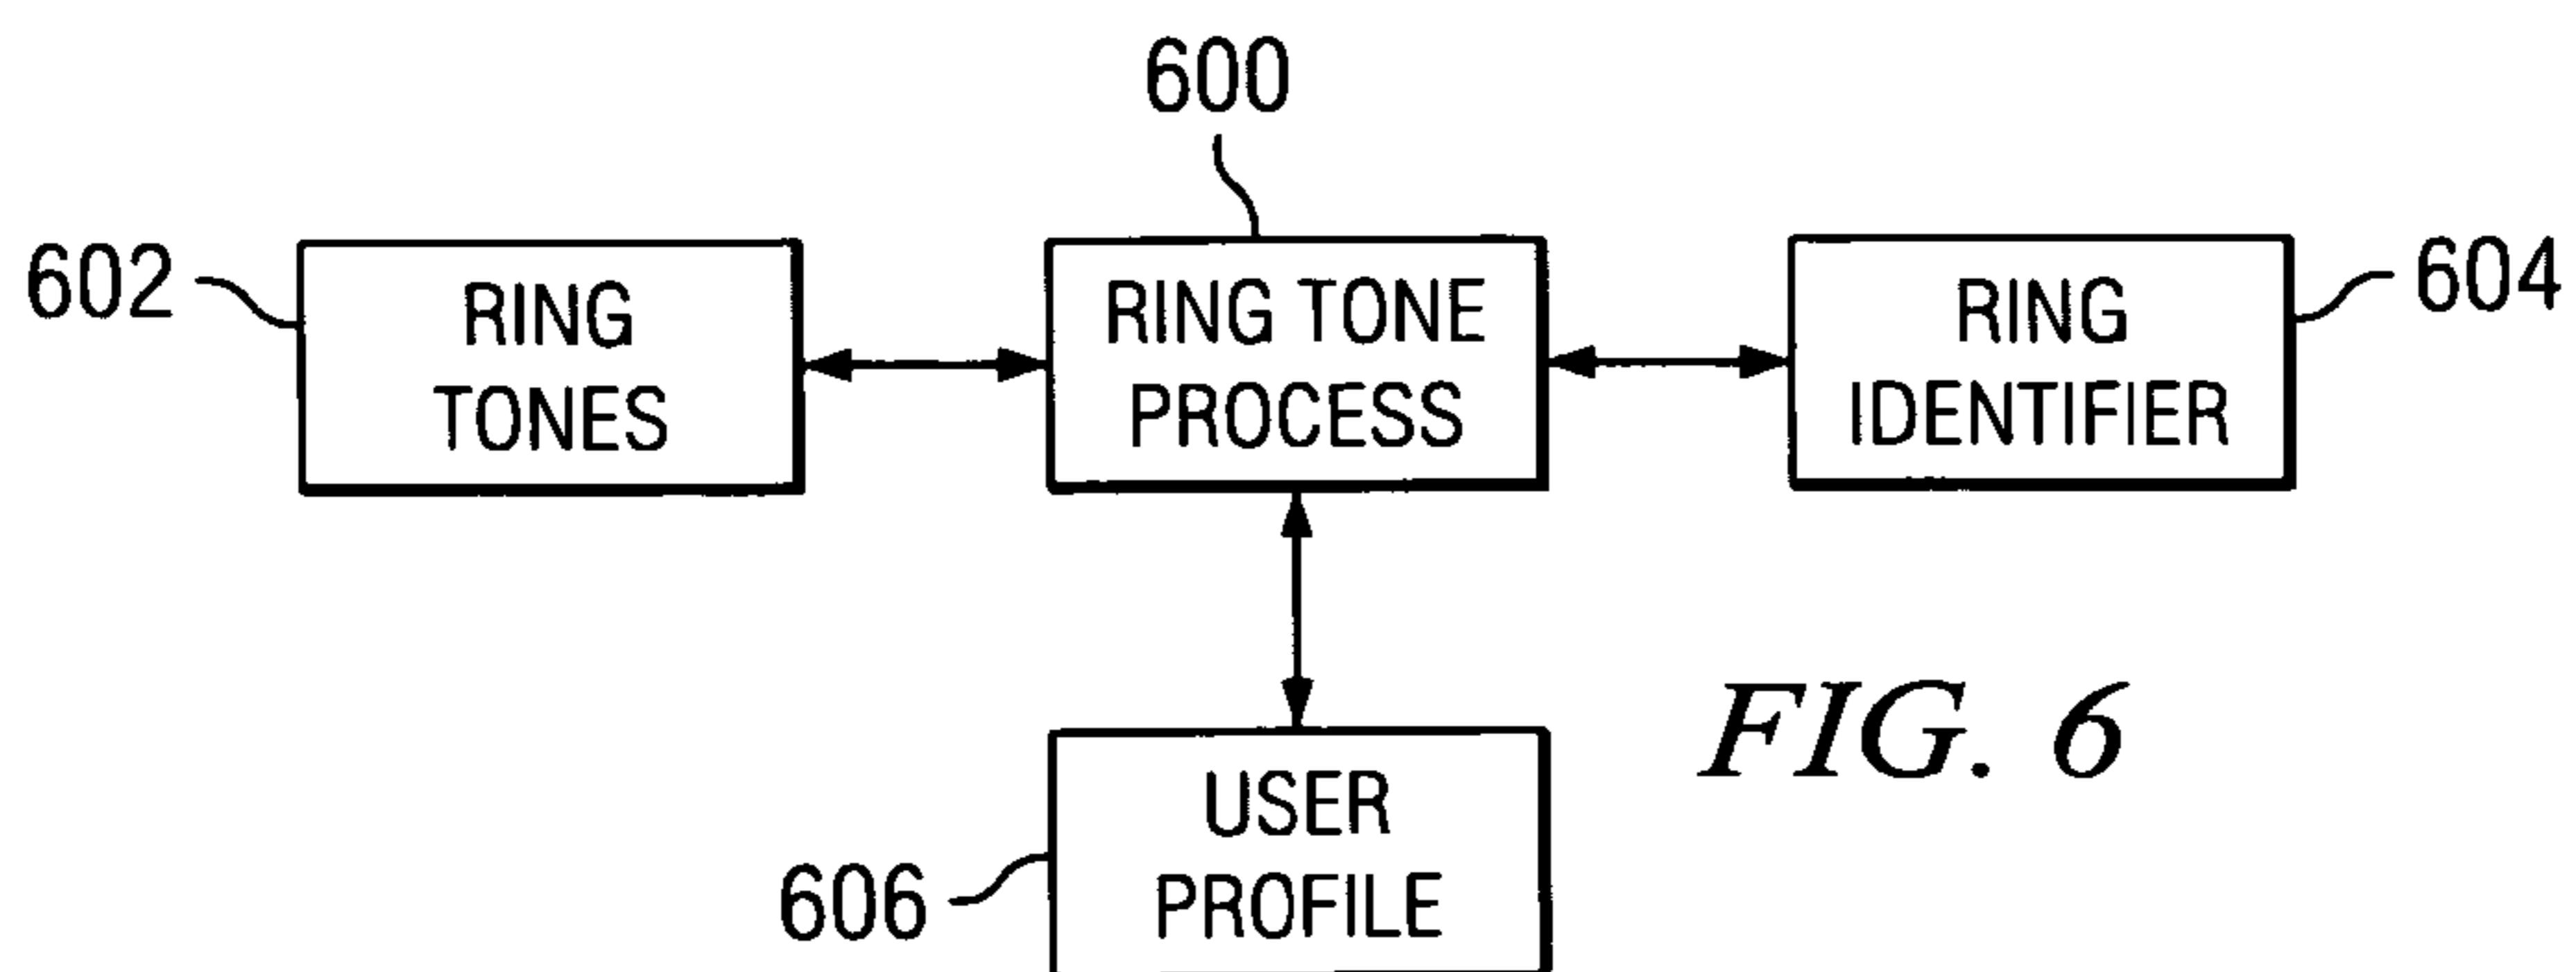 600
602
RING
TONES
RING TONE
PROCESS
RING
IDENTIFIER
604
FIG. 6
606
USER
PROFILE